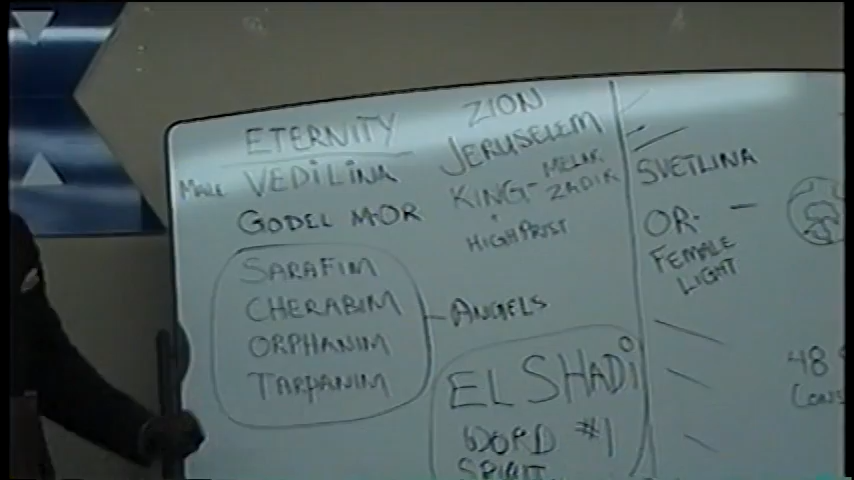 ETERNITY
MALE VEDILINA
GODEL MOR
SARAFIM
CHERABIM
ORPHANIM
TARPANIM
ANGELS
ZION
JERUSELEM
KING - MELAK ZADIK
HIGH PRIST
EL SHADI
WORD #1
SPIRIT
SVETLINA
OR -
FEMALE
LIGHT
48